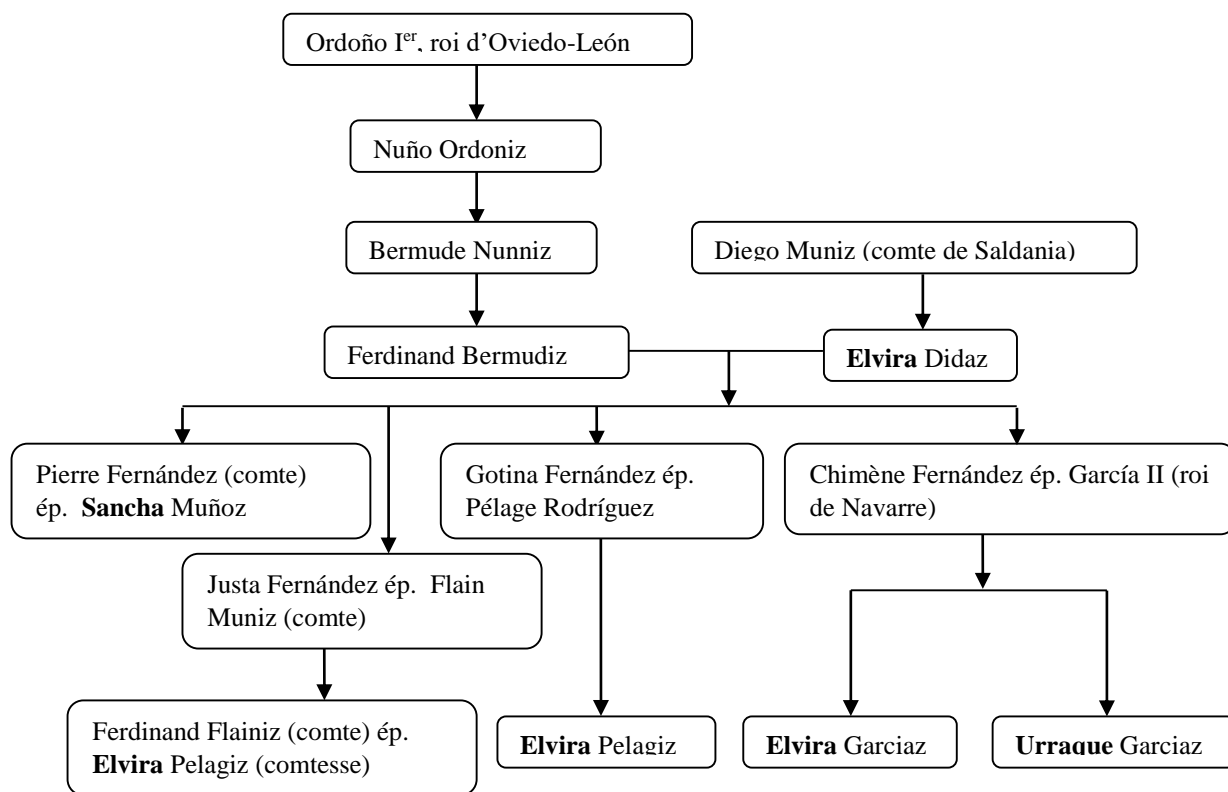 Ordoño Ier, roi d'Oviedo-León
Nuño Ordoniz
Bermude Nunniz
Diego Muniz (comte de Saldania)
Ferdinand Bermudiz
Elvira Didaz
Pierre Fernández (comte)
ép. Sancha Muñoz
Gotina Fernández ép.
Pélage Rodríguez
Chimène Fernández ép. García II (roi
de Navarre)
Justa Fernández ép. Flain
Muniz (comte)
Ferdinand Flainiz (comte) ép.
Elvira Pelagiz (comtesse)
Elvira Pelagiz
Elvira Garciaz
Urraque Garciaz